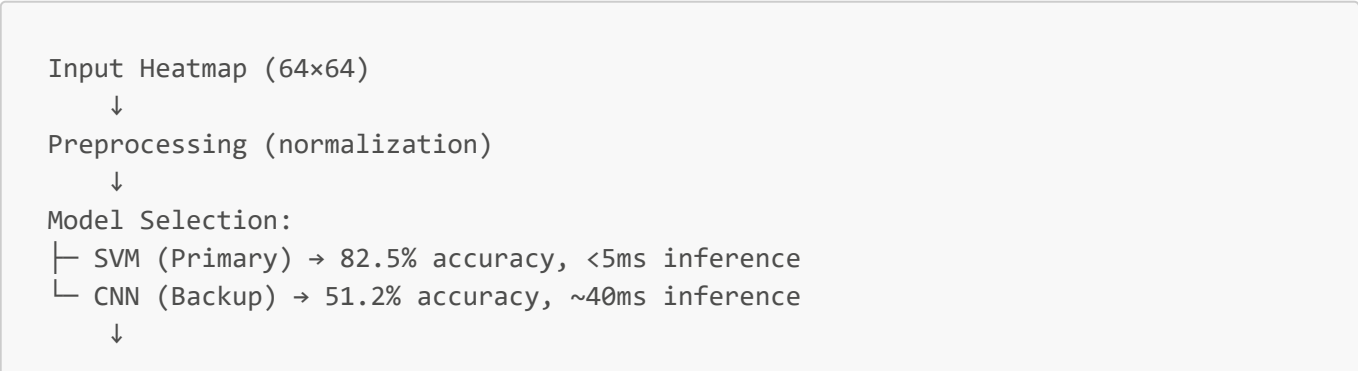 Input Heatmap (64×64)
    ↓
Preprocessing (normalization)
    ↓
Model Selection:
├─ SVM (Primary) → 82.5% accuracy, <5ms inference
└─ CNN (Backup) → 51.2% accuracy, ~40ms inference
    ↓